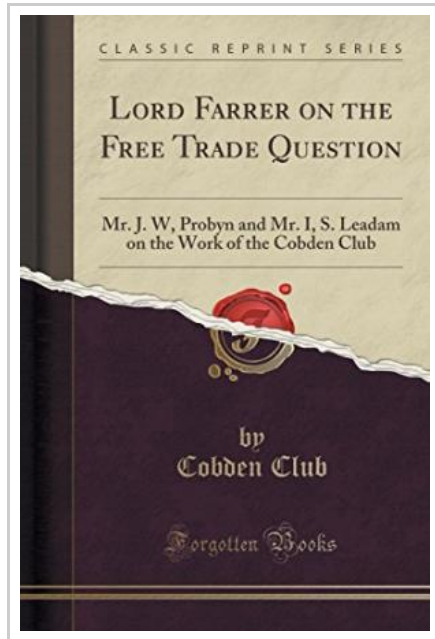 CLASSIC REPRINT SERIES
LORD FARRER ON THE
FREE TRADE QUESTION
Mr. J. W, Probyn and Mr. I, S. Leadam
on the Work of the Cobden Club
by
Cobden Club
Forgotten Books